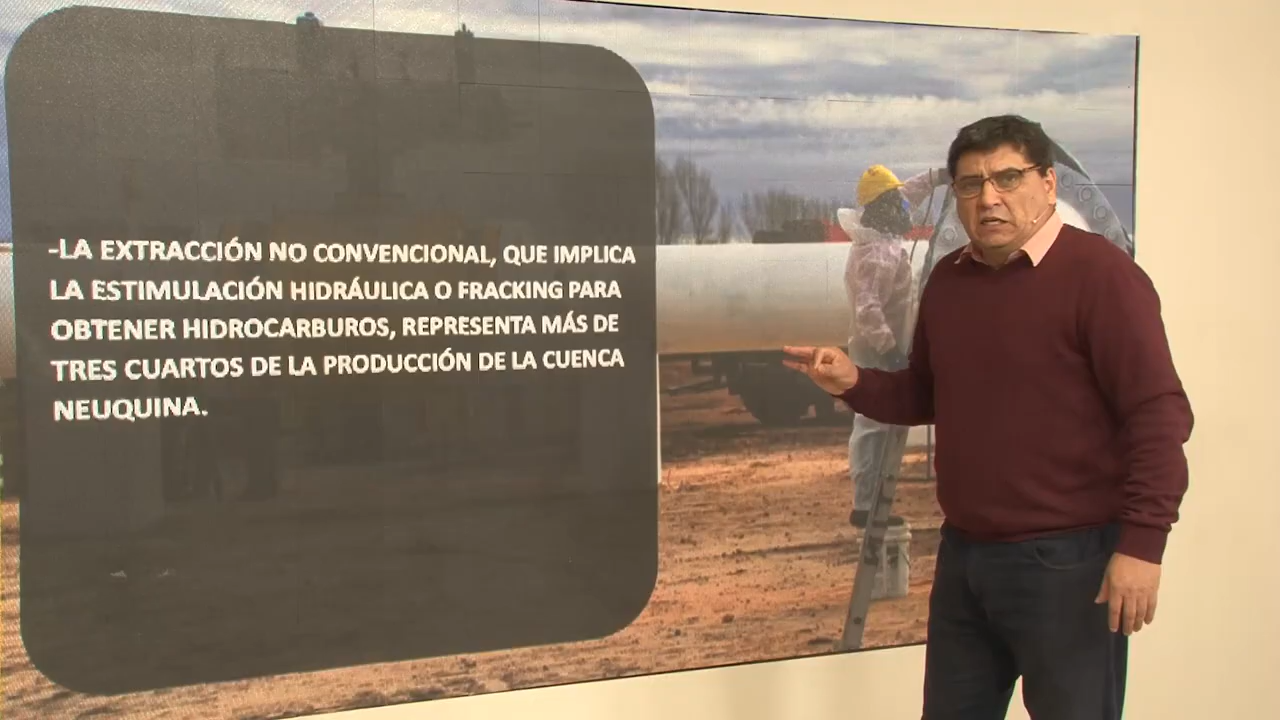 -LA EXTRACCIÓN NO CONVENCIONAL, QUE IMPLICA
LA ESTIMULACIÓN HIDRÁULICA O FRACKING PARA
OBTENER HIDROCARBUROS, REPRESENTA MÁS DE
TRES CUARTOS DE LA PRODUCCIÓN DE LA CUENCA
NEUQUINA.